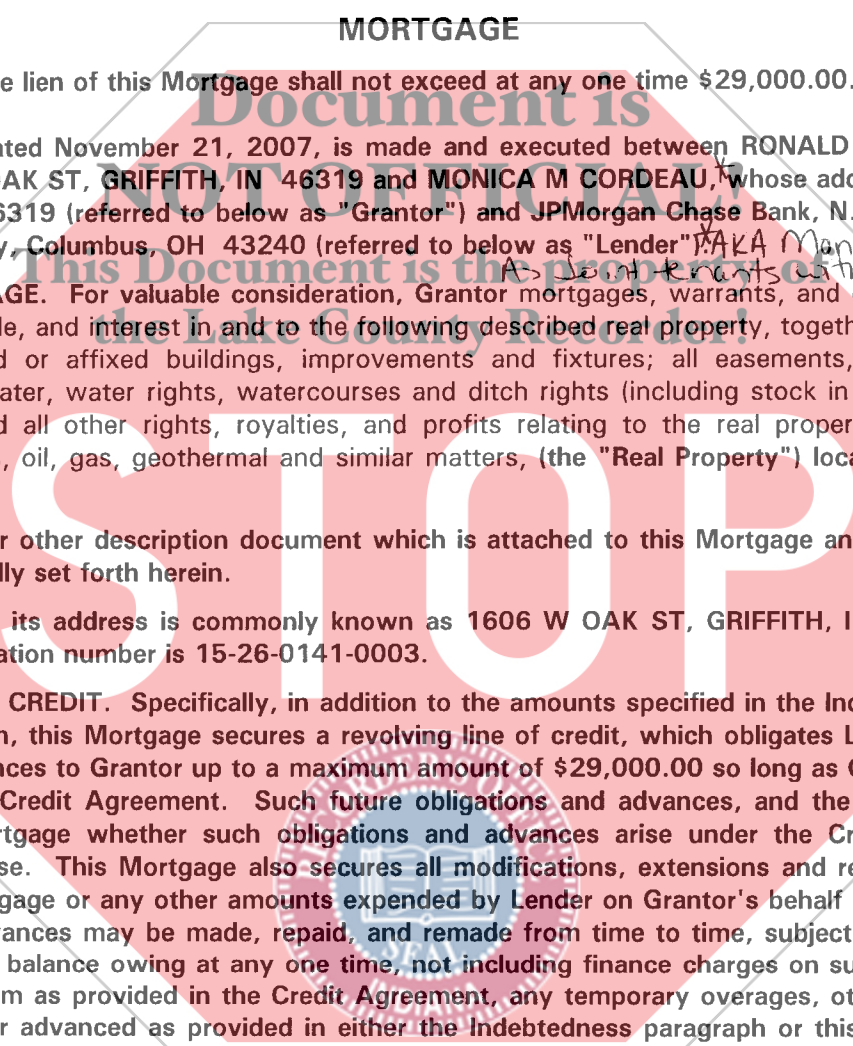 MORTGAGE
e lien of this Mortgage shall not exceed at any one time $29,000.00.
Document is
ated November 21, 2007, is made and executed between RONALD
NOT OFFICIAL!
OAK ST, GRIFFITH, IN 46319 and MONICA M CORDEAU,* whose add
6319 (referred to below as "Grantor") and JPMorgan Chase Bank, N.
y, Columbus, OH 43240 (referred to below as "Lender"). *AKA Mon
As Joint tenants with
This Document is the property of
AGE. For valuable consideration, Grantor mortgages, warrants, and
le, and interest in and to the following described real property, togeth
the Lake County Recorder!
d or affixed buildings, improvements and fixtures; all easements,
ater, water rights, watercourses and ditch rights (including stock in
d all other rights, royalties, and profits relating to the real proper
, oil, gas, geothermal and similar matters, (the "Real Property") loca
STOP
r other description document which is attached to this Mortgage an
lly set forth herein.
its address is commonly known as 1606 W OAK ST, GRIFFITH, I
ation number is 15-26-0141-0003.
CREDIT. Specifically, in addition to the amounts specified in the Ind
n, this Mortgage secures a revolving line of credit, which obligates L
nces to Grantor up to a maximum amount of $29,000.00 so long as
Credit Agreement. Such future obligations and advances, and the
rtgage whether such obligations and advances arise under the Cr
se. This Mortgage also secures all modifications, extensions and re
gage or any other amounts expended by Lender on Grantor's behalf
vances may be made, repaid, and remade from time to time, subject
balance owing at any one time, not including finance charges on su
m as provided in the Credit Agreement, any temporary overages, ot
r advanced as provided in either the Indebtedness paragraph or this
RECORDER'S OFFICE
SEAL
INDIANA